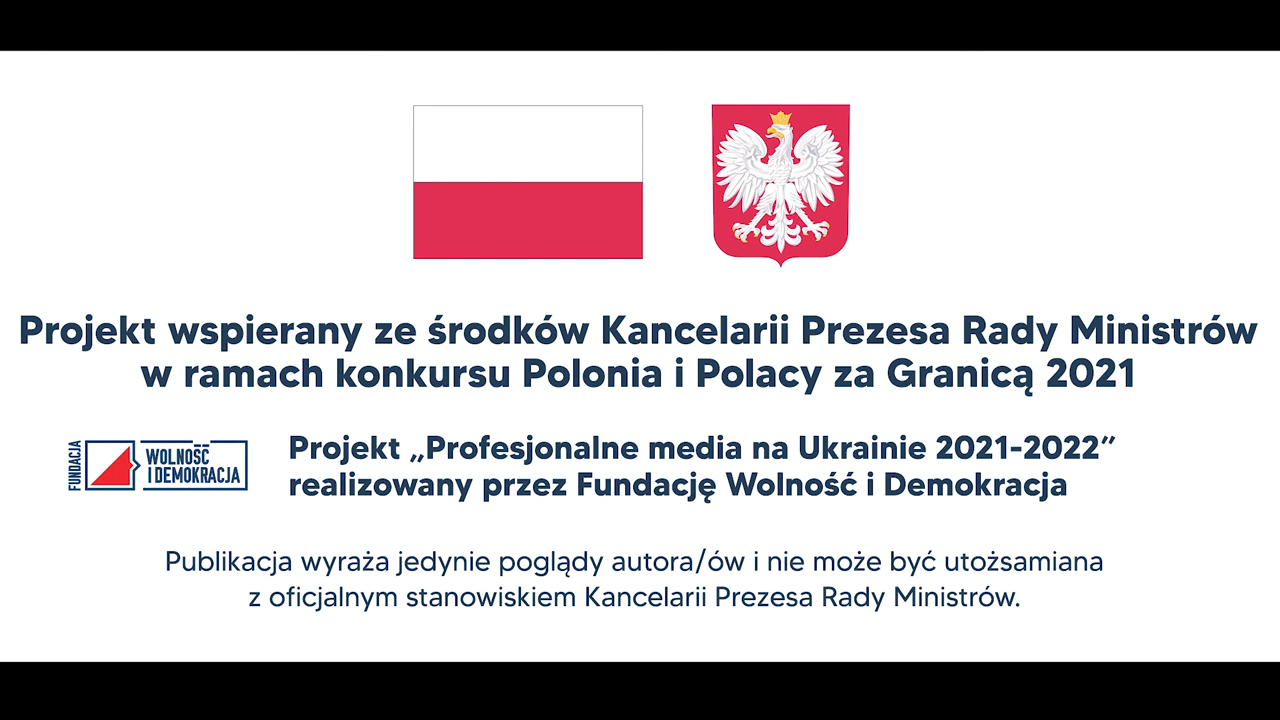 Projekt wspierany ze środków Kancelarii Prezesa Rady Ministrów
w ramach konkursu Polonia i Polacy za Granicą 2021
FUNDACJA
WOLNOŚĆ
I DEMOKRACJA
Projekt „Profesjonalne media na Ukrainie 2021-2022”
realizowany przez Fundację Wolność i Demokracja
Publikacja wyraża jedynie poglądy autora/ów i nie może być utożsamiana
z oficjalnym stanowiskiem Kancelarii Prezesa Rady Ministrów.